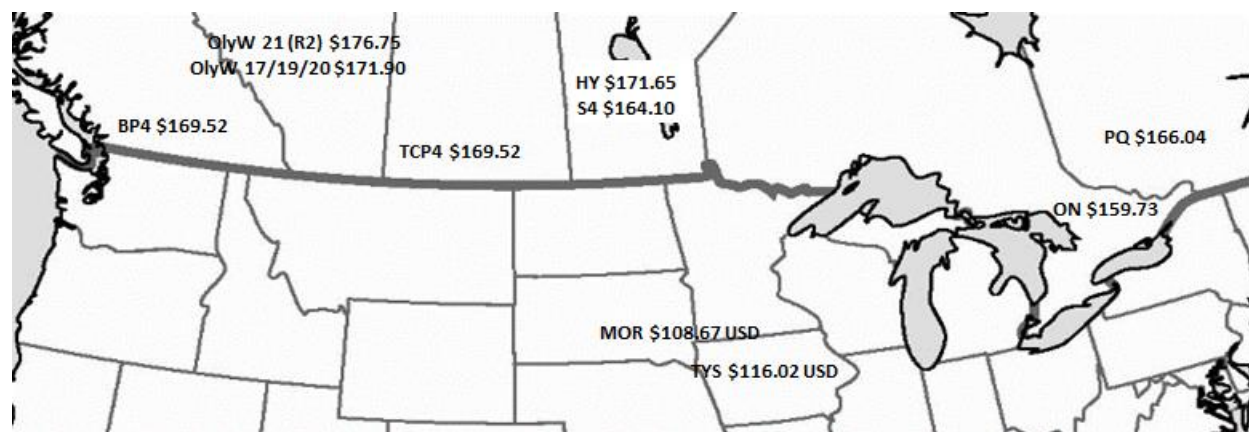 OlyW 21 (R2) $176.75
OlyW 17/19/20 $171.90
HY $171.65
S4 $164.10
BP4 $169.52
TCP4 $169.52
PQ $166.04
ON $159.73
MOR $108.67 USD
TYS $116.02 USD